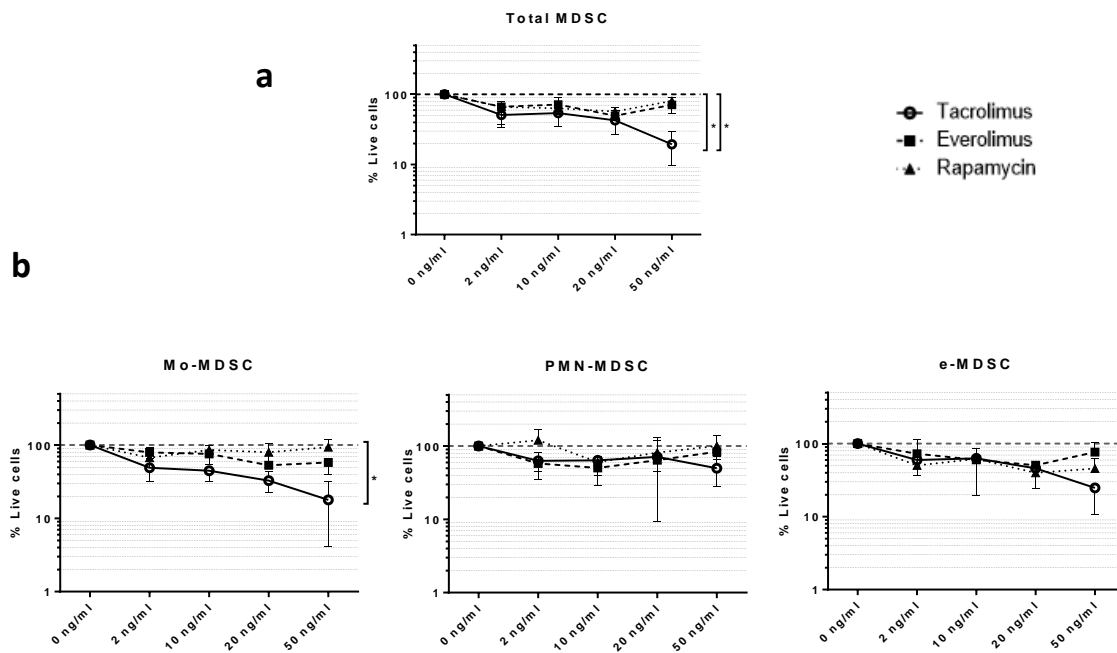 Total MDSC
a
% Live cells
100
10
1
0 ng/ml
2 ng/ml
10 ng/ml
20 ng/ml
50 ng/ml
* *
Tacrolimus
Everolimus
Rapamycin
b
Mo-MDSC
% Live cells
100
10
1
0 ng/ml
2 ng/ml
10 ng/ml
20 ng/ml
50 ng/ml
*
PMN-MDSC
% Live cells
100
10
1
0 ng/ml
2 ng/ml
10 ng/ml
20 ng/ml
50 ng/ml
e-MDSC
% Live cells
100
10
1
0 ng/ml
2 ng/ml
10 ng/ml
20 ng/ml
50 ng/ml